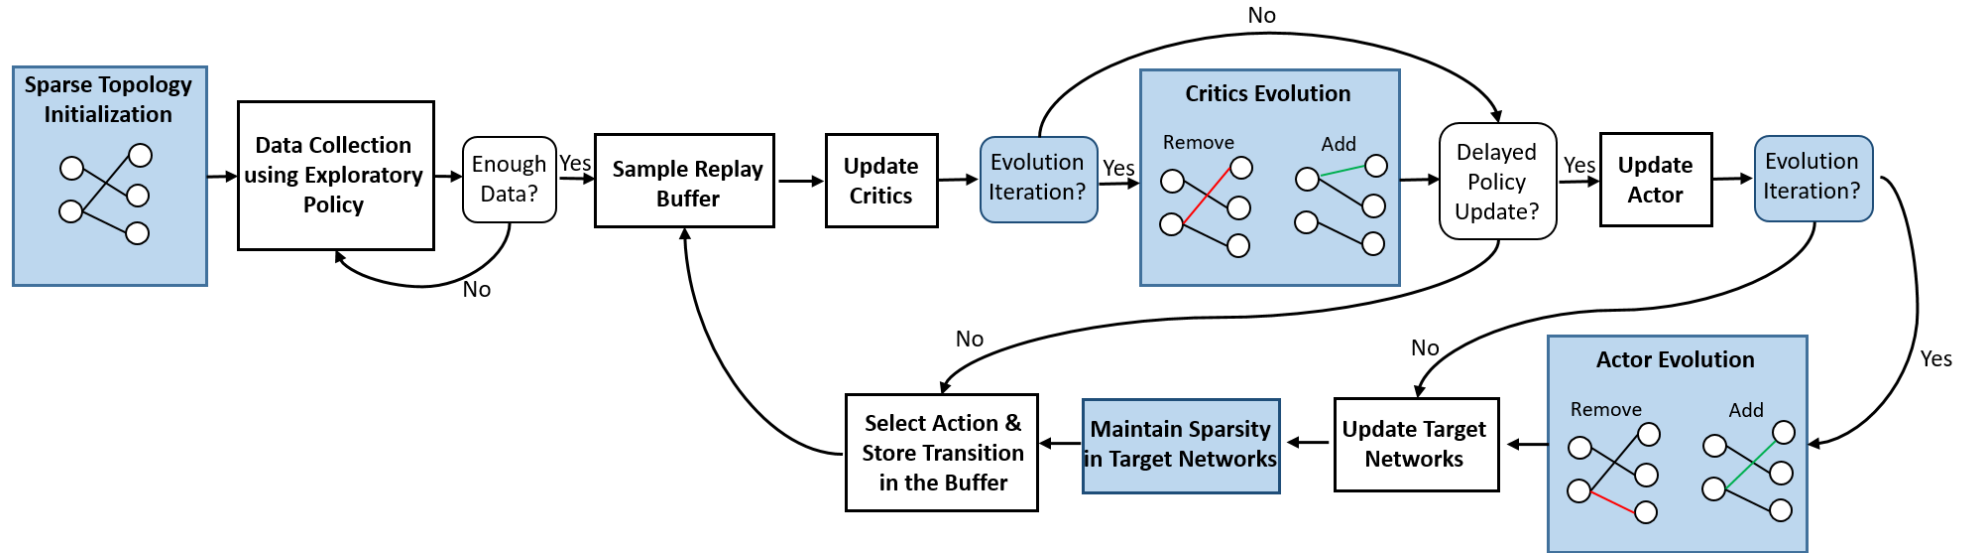 Sparse Topology
Initialization
Data Collection
using Exploratory
Policy
Enough
Data?
Yes
No
Sample Replay
Buffer
Update
Critics
Evolution
Iteration?
Yes
No
Critics Evolution
Remove
Add
Delayed
Policy
Update?
Yes
No
Update
Actor
Evolution
Iteration?
Yes
No
Actor Evolution
Remove
Add
Update Target
Networks
Maintain Sparsity
in Target Networks
Select Action &
Store Transition
in the Buffer